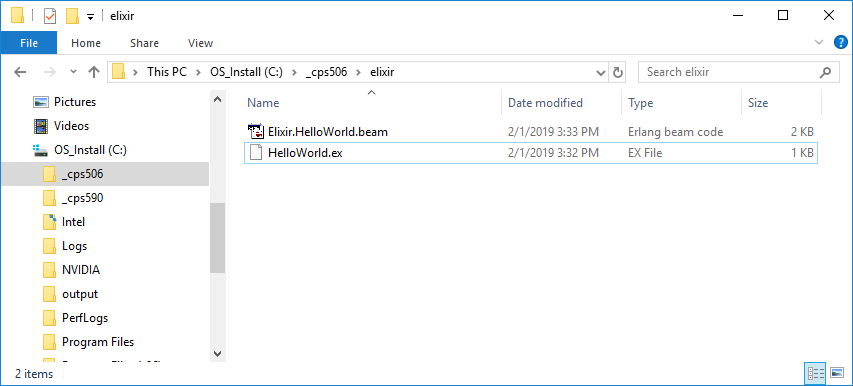 elixir
File Home Share View
This PC OS_Install (C:) _cps506 elixir Search elixir
Name Date modified Type Size
Pictures
Videos
OS_Install (C:)
_cps506
_cps590
Intel
Logs
NVIDIA
output
PerfLogs
Program Files
Elixir.HelloWorld.beam 2/1/2019 3:33 PM Erlang beam code 2 KB
HelloWorld.ex 2/1/2019 3:32 PM EX File 1 KB
2 items